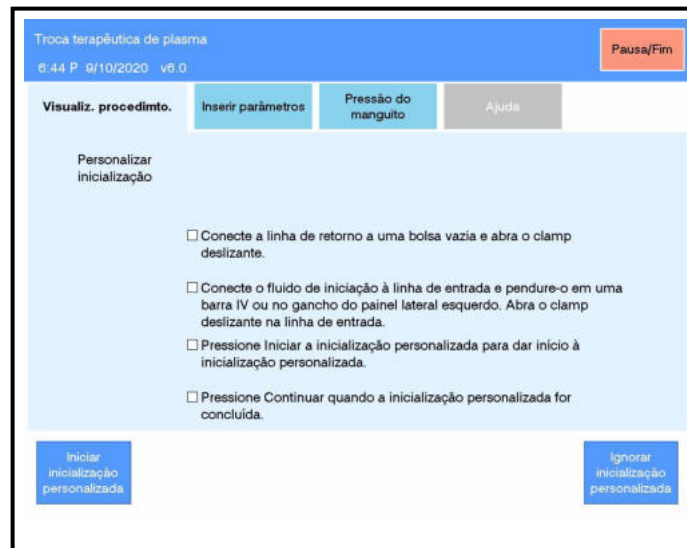 Troca terapêutica de plasma
6:44 P 9/10/2020 v6.0
Pausa/Fim
Visualiz. procedimto.
Inserir parâmetros
Pressão do
manguito
Ajuda
Personalizar
inicialização
Conecte a linha de retorno a uma bolsa vazia e abra o clamp
deslizante.
Conecte o fluido de iniciação à linha de entrada e pendure-o em uma
barra IV ou no gancho do painel lateral esquerdo. Abra o clamp
deslizante na linha de entrada.
Pressione Iniciar a inicialização personalizada para dar início à
inicialização personalizada.
Pressione Continuar quando a inicialização personalizada for
concluída.
Iniciar
inicialização
personalizada
Ignorar
inicialização
personalizada